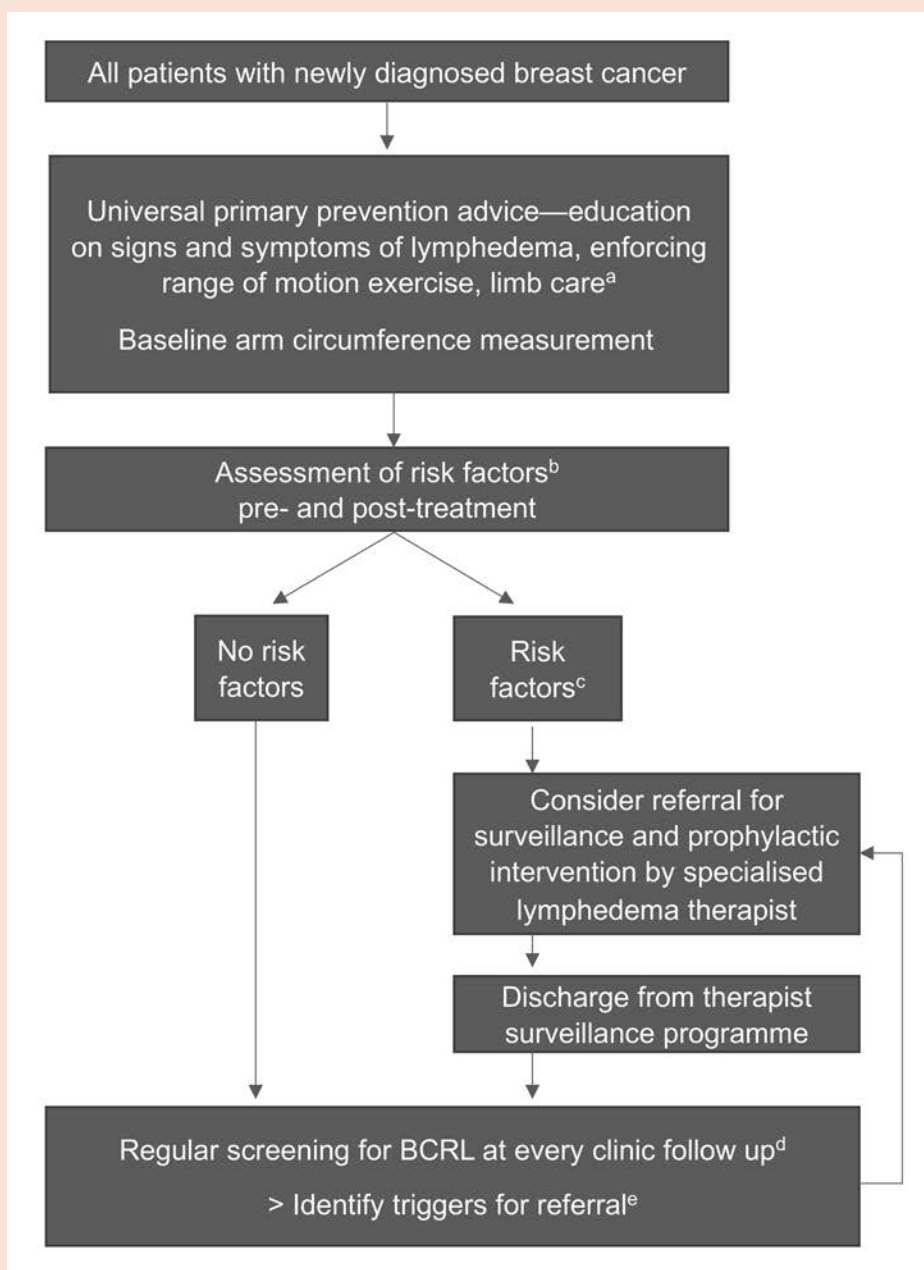 All patients with newly diagnosed breast cancer
Universal primary prevention advice—education
on signs and symptoms of lymphedema, enforcing
range of motion exercise, limb careᵃ
Baseline arm circumference measurement
Assessment of risk factorsᵇ
pre- and post-treatment
No risk
factors
Risk
factorsᶜ
Consider referral for
surveillance and prophylactic
intervention by specialised
lymphedema therapist
Discharge from therapist
surveillance programme
Regular screening for BCRL at every clinic follow upᵈ
> Identify triggers for referralᵉ